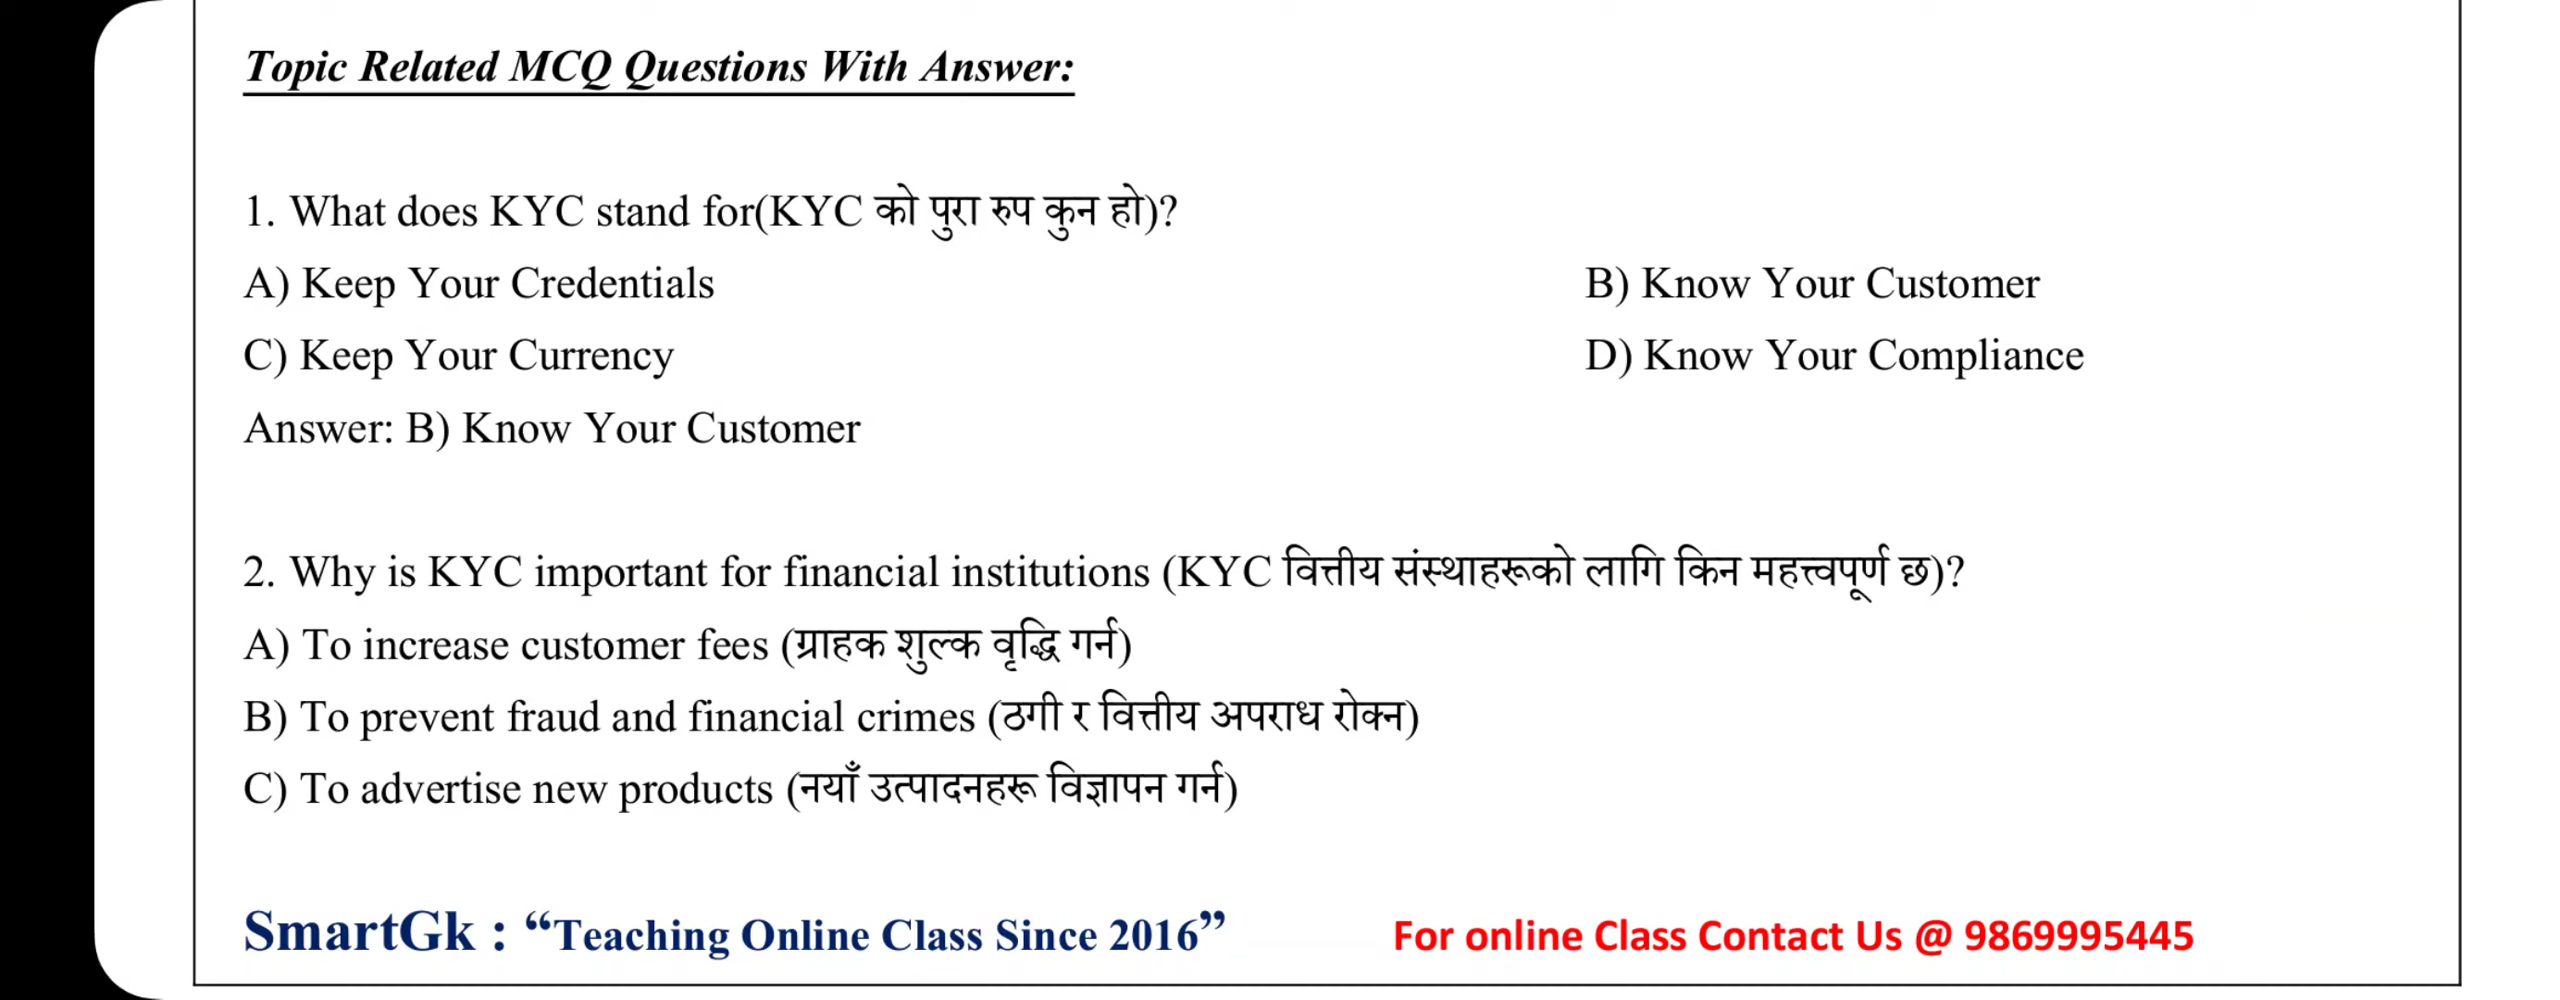 Topic Related MCQ Questions With Answer:
1. What does KYC stand for(KYC को पुरा रुप कुन हो)?
A) Keep Your Credentials B) Know Your Customer
C) Keep Your Currency D) Know Your Compliance
Answer: B) Know Your Customer
2. Why is KYC important for financial institutions (KYC वित्तीय संस्थाहरूको लागि किन महत्त्वपूर्ण छ)?
A) To increase customer fees (ग्राहक शुल्क वृद्धि गर्न)
B) To prevent fraud and financial crimes (ठगी र वित्तीय अपराध रोक्न)
C) To advertise new products (नयाँ उत्पादनहरू विज्ञापन गर्न)
SmartGk : “Teaching Online Class Since 2016” For online Class Contact Us @ 9869995445